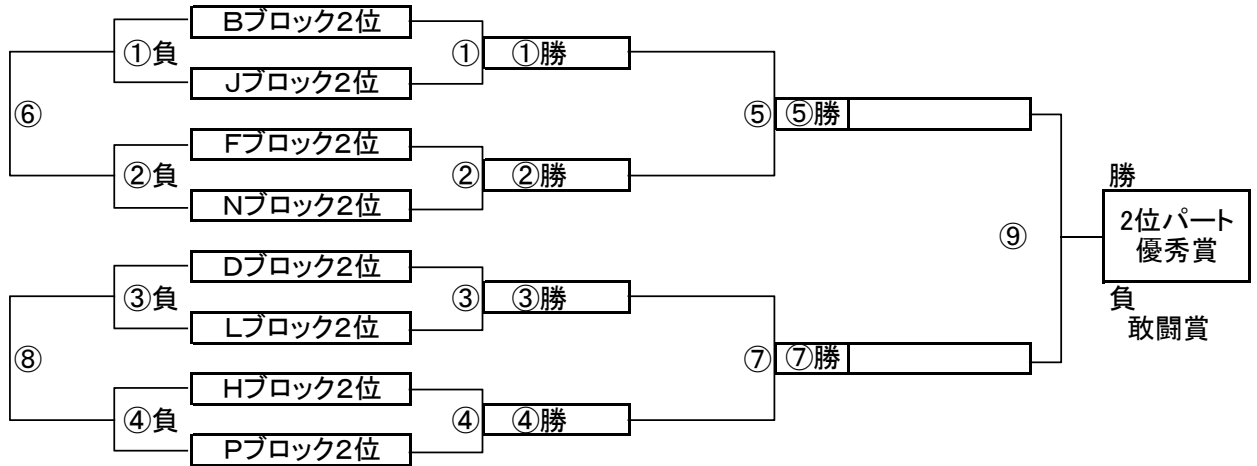 Bブロック2位
①負
①
①勝
Jブロック2位
⑥
⑤
⑤勝
Fブロック2位
②負
②
②勝
Nブロック2位
勝
2位パート
優秀賞
⑨
Dブロック2位
③負
③
③勝
負
敢闘賞
Lブロック2位
⑧
⑦
⑦勝
Hブロック2位
④負
④
④勝
Pブロック2位